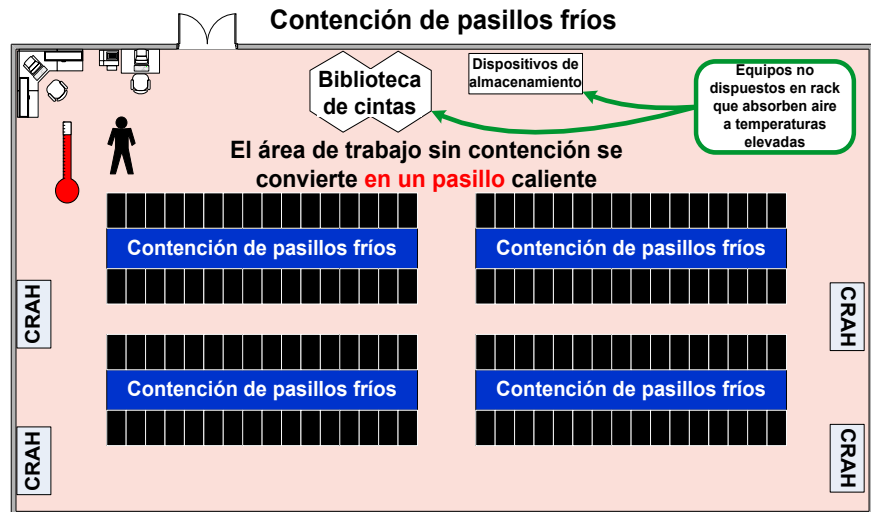 Contención de pasillos fríos
Biblioteca
de cintas
Dispositivos de
almacenamiento
Equipos no
dispuestos en rack
que absorben aire
a temperaturas
elevadas
El área de trabajo sin contención se
convierte en un pasillo caliente
Contención de pasillos fríos
Contención de pasillos fríos
CRAH
CRAH
Contención de pasillos fríos
Contención de pasillos fríos
CRAH
CRAH